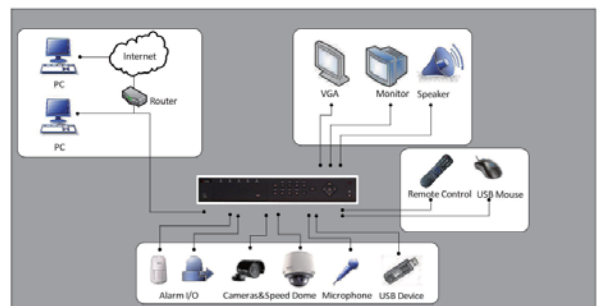 Internet
PC
Router
PC
VGA Monitor Speaker
Remote Control USB Mouse
Alarm I/O Cameras&Speed Dome Microphone USB Device